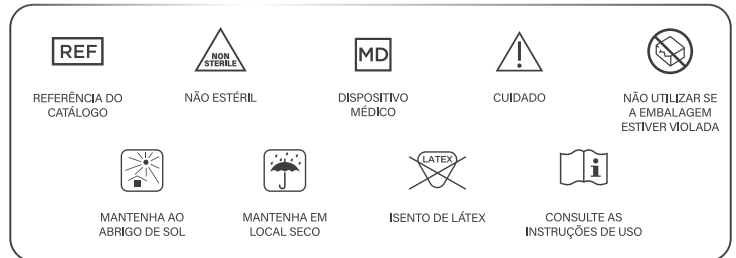 REF
NON
STERILE
MD
REFERÊNCIA DO
CATÁLOGO
NÃO ESTÉRIL
DISPOSITIVO
MÉDICO
CUIDADO
NÃO UTILIZAR SE
A EMBALAGEM
ESTIVER VIOLADA
LATEX
i
MANTENHA AO
ABRIGO DE SOL
MANTENHA EM
LOCAL SECO
ISENTO DE LÁTEX
CONSULTE AS
INSTRUÇÕES DE USO